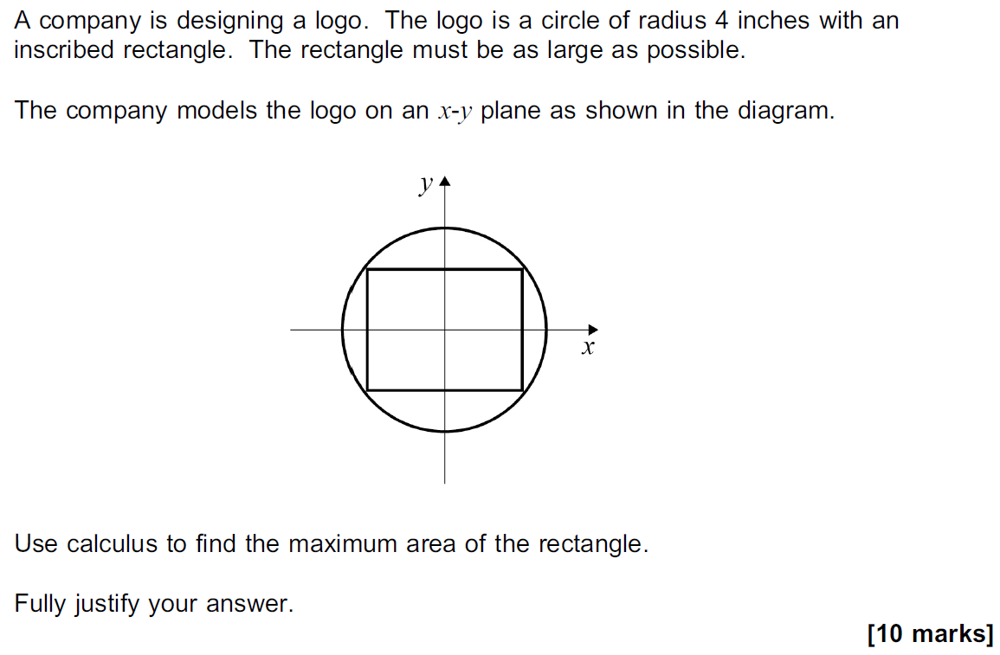 A company is designing a logo. The logo is a circle of radius 4 inches with an
inscribed rectangle. The rectangle must be as large as possible.
The company models the logo on an x-y plane as shown in the diagram.
y
x
Use calculus to find the maximum area of the rectangle.
Fully justify your answer.
[10 marks]